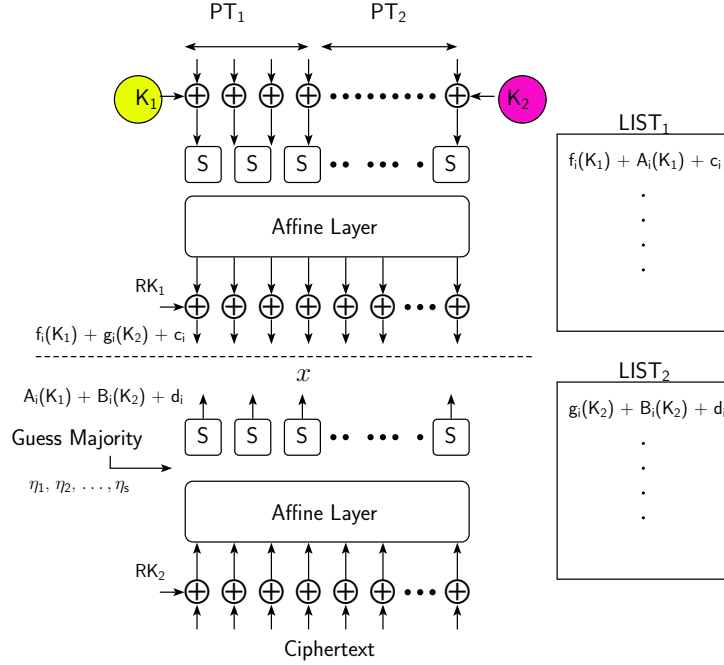 PT₁ PT₂
K₁ K₂
LIST₁
S S S S
fᵢ(K₁) + Aᵢ(K₁) + cᵢ
Affine Layer
RK₁
fᵢ(K₁) + gᵢ(K₂) + cᵢ
x
LIST₂
Aᵢ(K₁) + Bᵢ(K₂) + dᵢ
gᵢ(K₂) + Bᵢ(K₂) + dᵢ
Guess Majority
S S S S
η₁, η₂, ..., ηₛ
Affine Layer
RK₂
Ciphertext